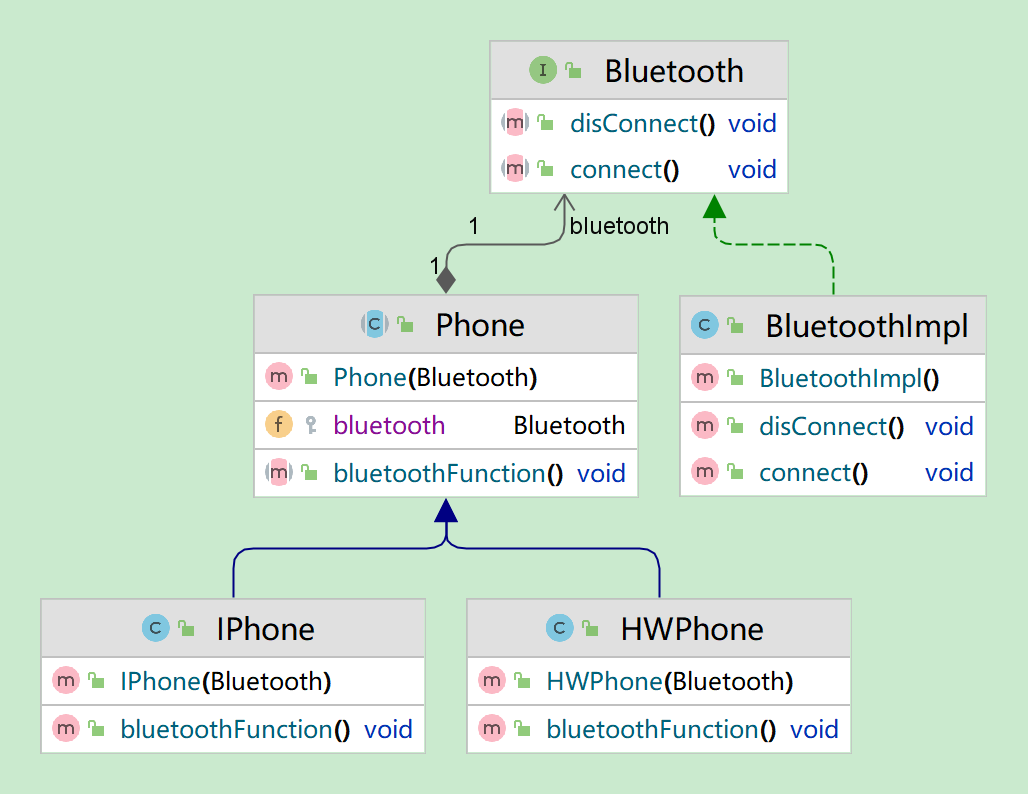 I Bluetooth
m disConnect() void
m connect() void
1
bluetooth
1
C Phone
m Phone(Bluetooth)
f bluetooth Bluetooth
m bluetoothFunction() void
C BluetoothImpl
m BluetoothImpl()
m disConnect() void
m connect() void
C IPhone
m IPhone(Bluetooth)
m bluetoothFunction() void
C HWPhone
m HWPhone(Bluetooth)
m bluetoothFunction() void